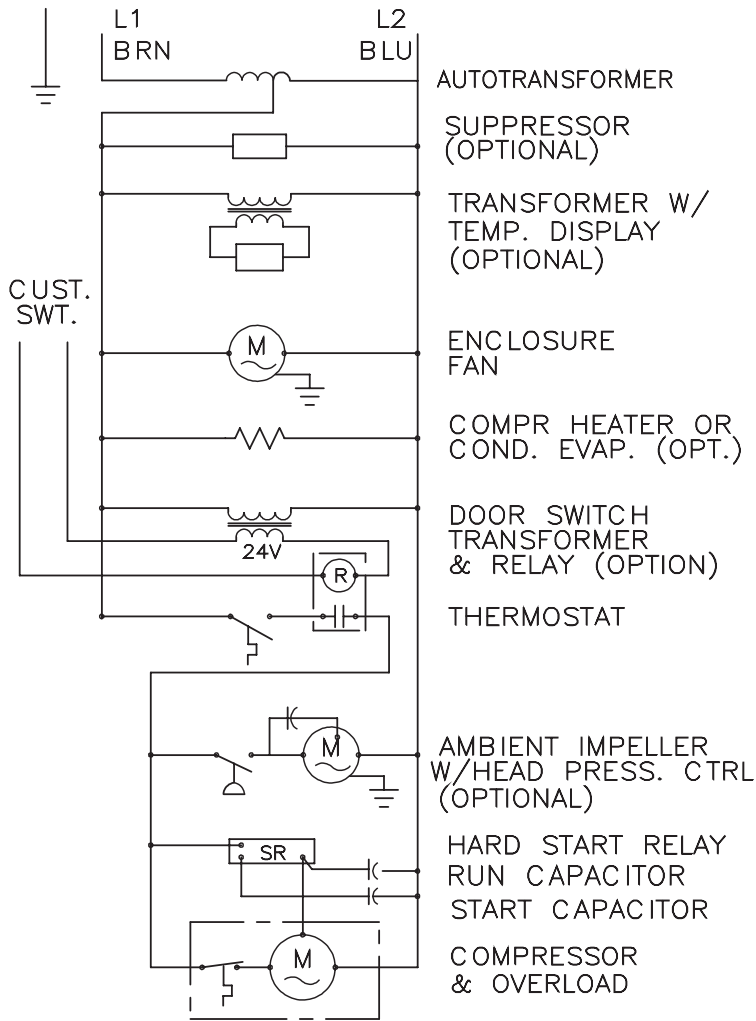 L1
L2
BRN
BLU
AUTOTRANSFORMER
SUPPRESSOR
(OPTIONAL)
TRANSFORMER W/
TEMP. DISPLAY
(OPTIONAL)
CUST.
SWT.
M
ENCLOSURE
FAN
COMPR HEATER OR
COND. EVAP. (OPT.)
DOOR SWITCH
TRANSFORMER
& RELAY (OPTION)
24V
R
THERMOSTAT
M
AMBIENT IMPELLER
W/HEAD PRESS. CTRL
(OPTIONAL)
SR
HARD START RELAY
RUN CAPACITOR
START CAPACITOR
M
COMPRESSOR
& OVERLOAD